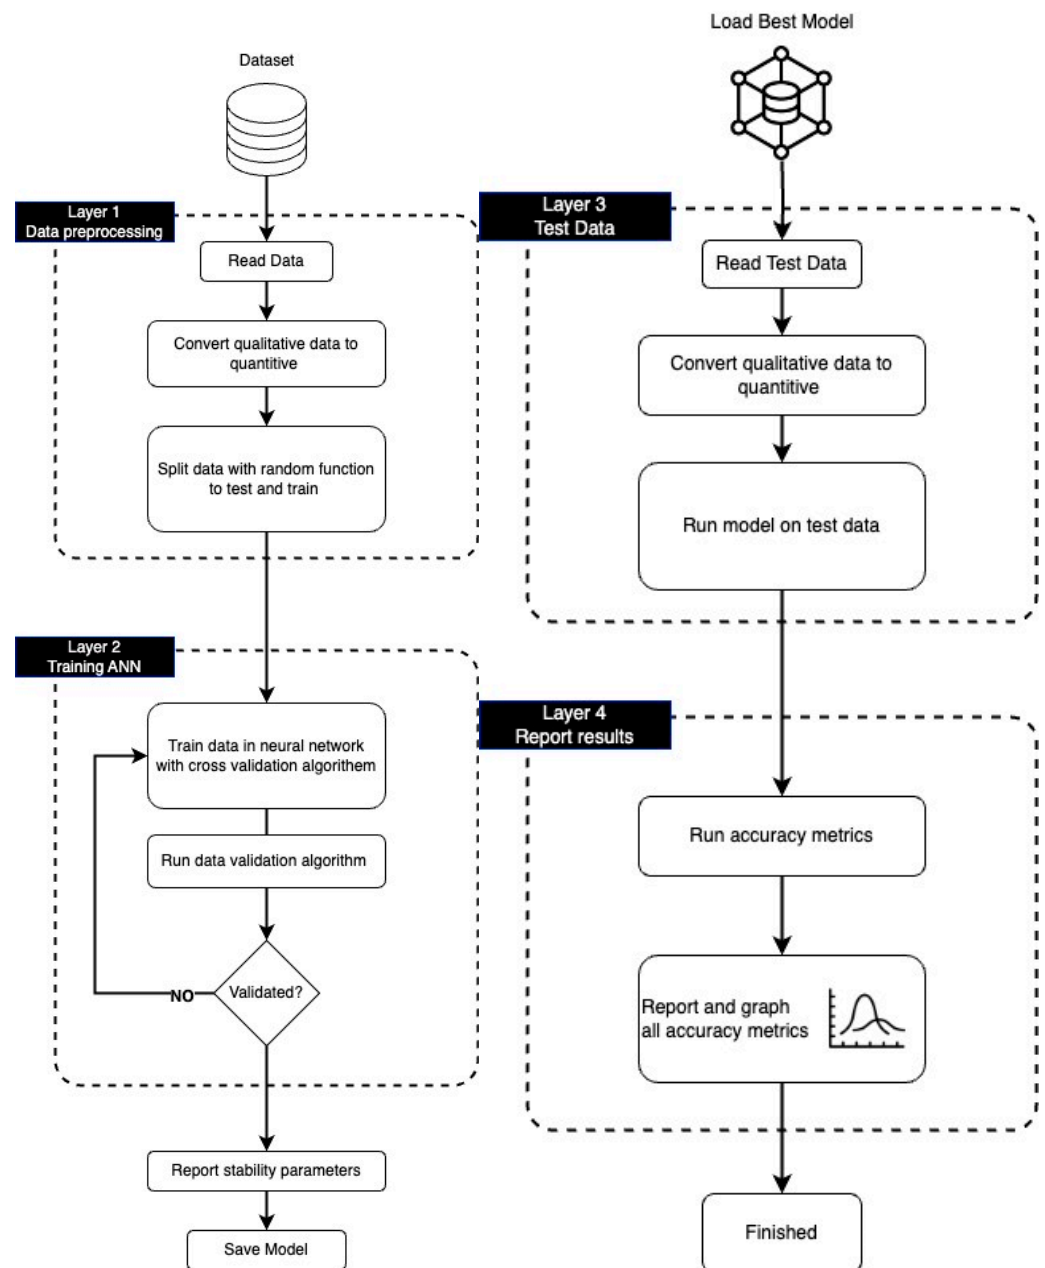 Dataset
Layer 1
Data preprocessing
Read Data
Convert qualitative data to
quantitive
Split data with random function
to test and train
Layer 2
Training ANN
Train data in neural network
with cross validation algorithem
Run data validation algorithm
Validated?
NO
Report stability parameters
Save Model
Load Best Model
Layer 3
Test Data
Read Test Data
Convert qualitative data to
quantitive
Run model on test data
Layer 4
Report results
Run accuracy metrics
Report and graph
all accuracy metrics
Finished